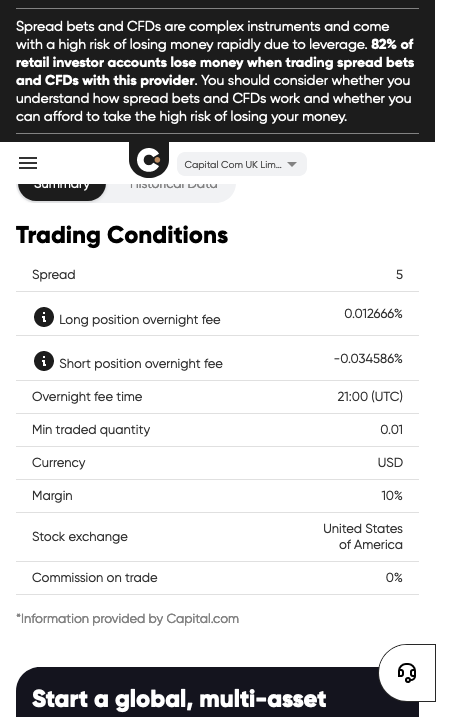 Spread bets and CFDs are complex instruments and come
with a high risk of losing money rapidly due to leverage. 82% of
retail investor accounts lose money when trading spread bets
and CFDs with this provider. You should consider whether you
understand how spread bets and CFDs work and whether you
can afford to take the high risk of losing your money.
Capital Com UK Lim...
Summary Historical Data
Trading Conditions
Spread 5
Long position overnight fee 0.012666%
Short position overnight fee -0.034586%
Overnight fee time 21:00 (UTC)
Min traded quantity 0.01
Currency USD
Margin 10%
Stock exchange United States
of America
Commission on trade 0%
*Information provided by Capital.com
Start a global, multi-asset